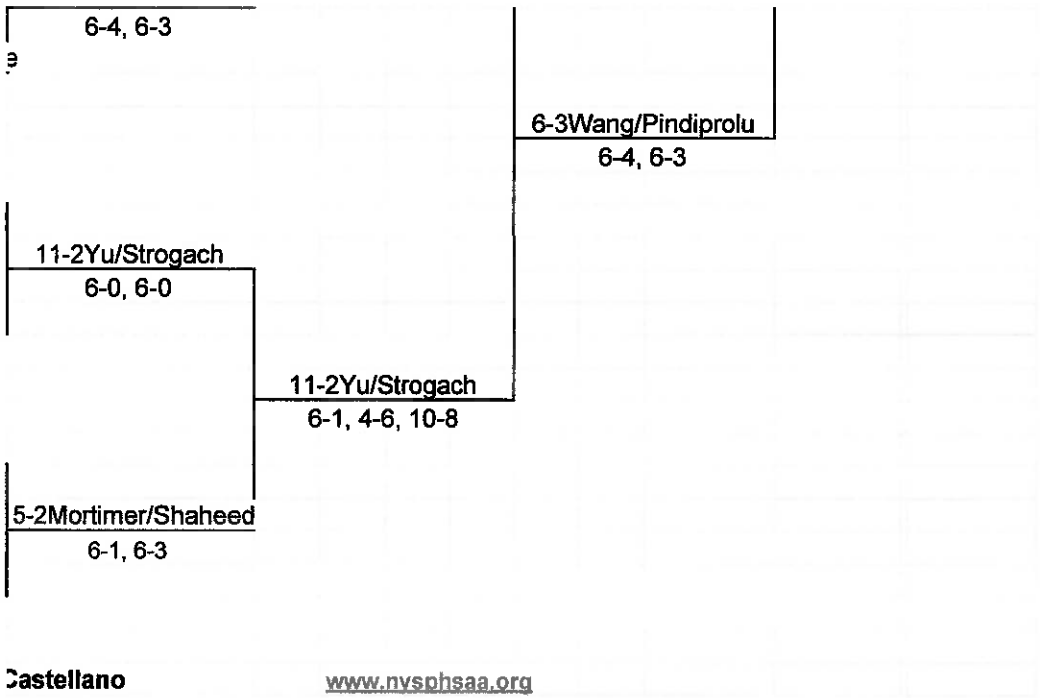 6-4, 6-3
6-3Wang/Pindiprolu
6-4, 6-3
11-2Yu/Strogach
6-0, 6-0
11-2Yu/Strogach
6-1, 4-6, 10-8
5-2Mortimer/Shaheed
6-1, 6-3
Castellano
www.nysphsaa.org